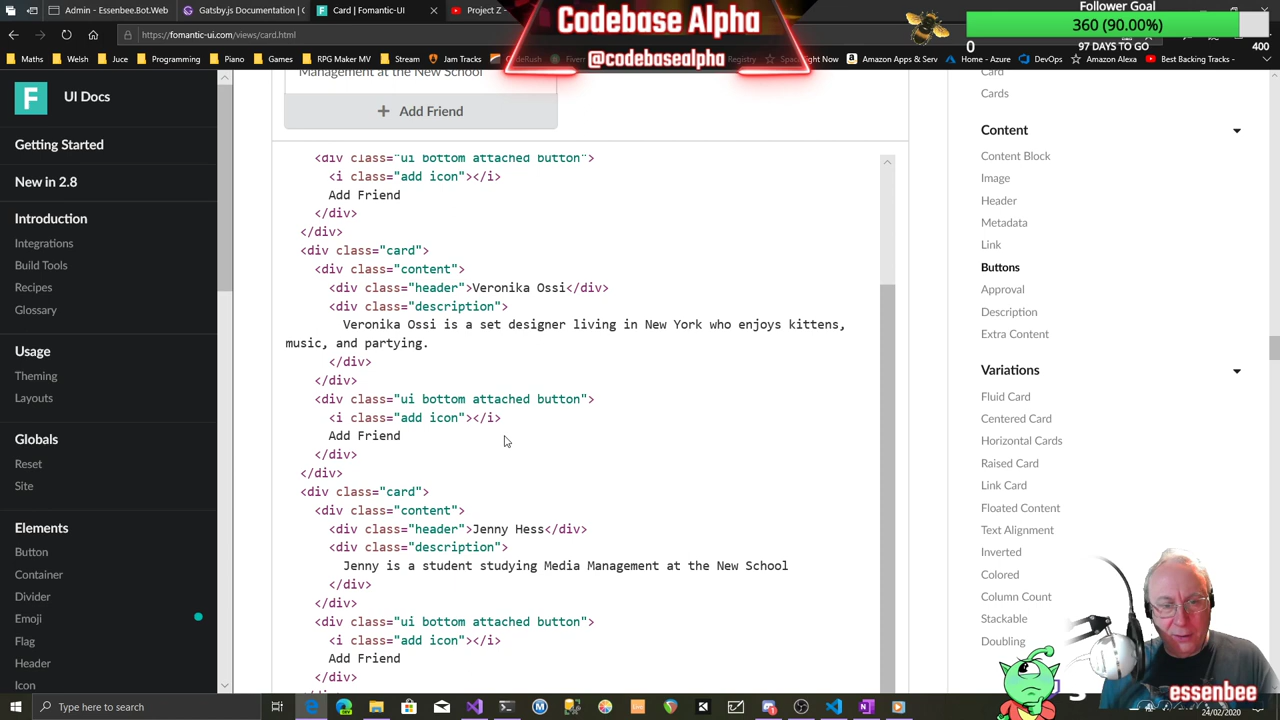 Essenbee.Bot.Web
Gatsby.js Documentation
Card | Fomantic-UI
Project Z
https://fomantic-ui.com/views/card.html
Maths
Welsh
Juce
Programming
Piano
Games
RPG Maker MV
Stream
Jam Tracks
CodeRush
Fiverr
Registry
Amazon Apps & Serv
Home - Azure
DevOps
Amazon Alexa
Best Backing Tracks -
Codebase Alpha
@codebasealpha
Follower Goal
360 (90.00%)
0
97 DAYS TO GO
400
UI Docs
Getting Started
New in 2.8
Introduction
Integrations
Build Tools
Recipes
Glossary
Usage
Theming
Layouts
Globals
Reset
Site
Elements
Button
Container
Divider
Emoji
Flag
Header
Icon
Management at the New School
+ Add Friend
<div class="ui bottom attached button">
<i class="add icon"></i>
Add Friend
</div>
</div>
<div class="card">
<div class="content">
<div class="header">Veronika Ossi</div>
<div class="description">
Veronika Ossi is a set designer living in New York who enjoys kittens,
music, and partying.
</div>
</div>
<div class="ui bottom attached button">
<i class="add icon"></i>
Add Friend
</div>
</div>
<div class="card">
<div class="content">
<div class="header">Jenny Hess</div>
<div class="description">
Jenny is a student studying Media Management at the New School
</div>
</div>
<div class="ui bottom attached button">
<i class="add icon"></i>
Add Friend
</div>
Card
Cards
Content
Content Block
Image
Header
Metadata
Link
Buttons
Approval
Description
Extra Content
Variations
Fluid Card
Centered Card
Horizontal Cards
Raised Card
Link Card
Floated Content
Text Alignment
Inverted
Colored
Column Count
Stackable
Doubling
essenbee
Type here to search
24/02/2020